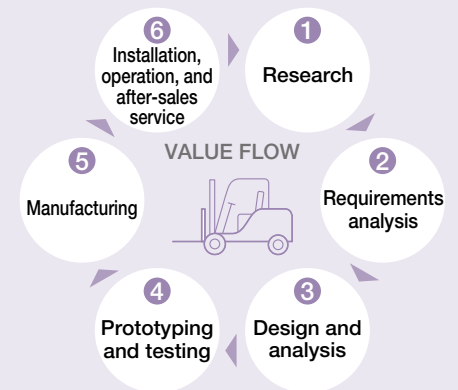 1
Research
2
Requirements
analysis
3
Design and
analysis
4
Prototyping
and testing
5
Manufacturing
6
Installation,
operation, and
after-sales
service
VALUE FLOW